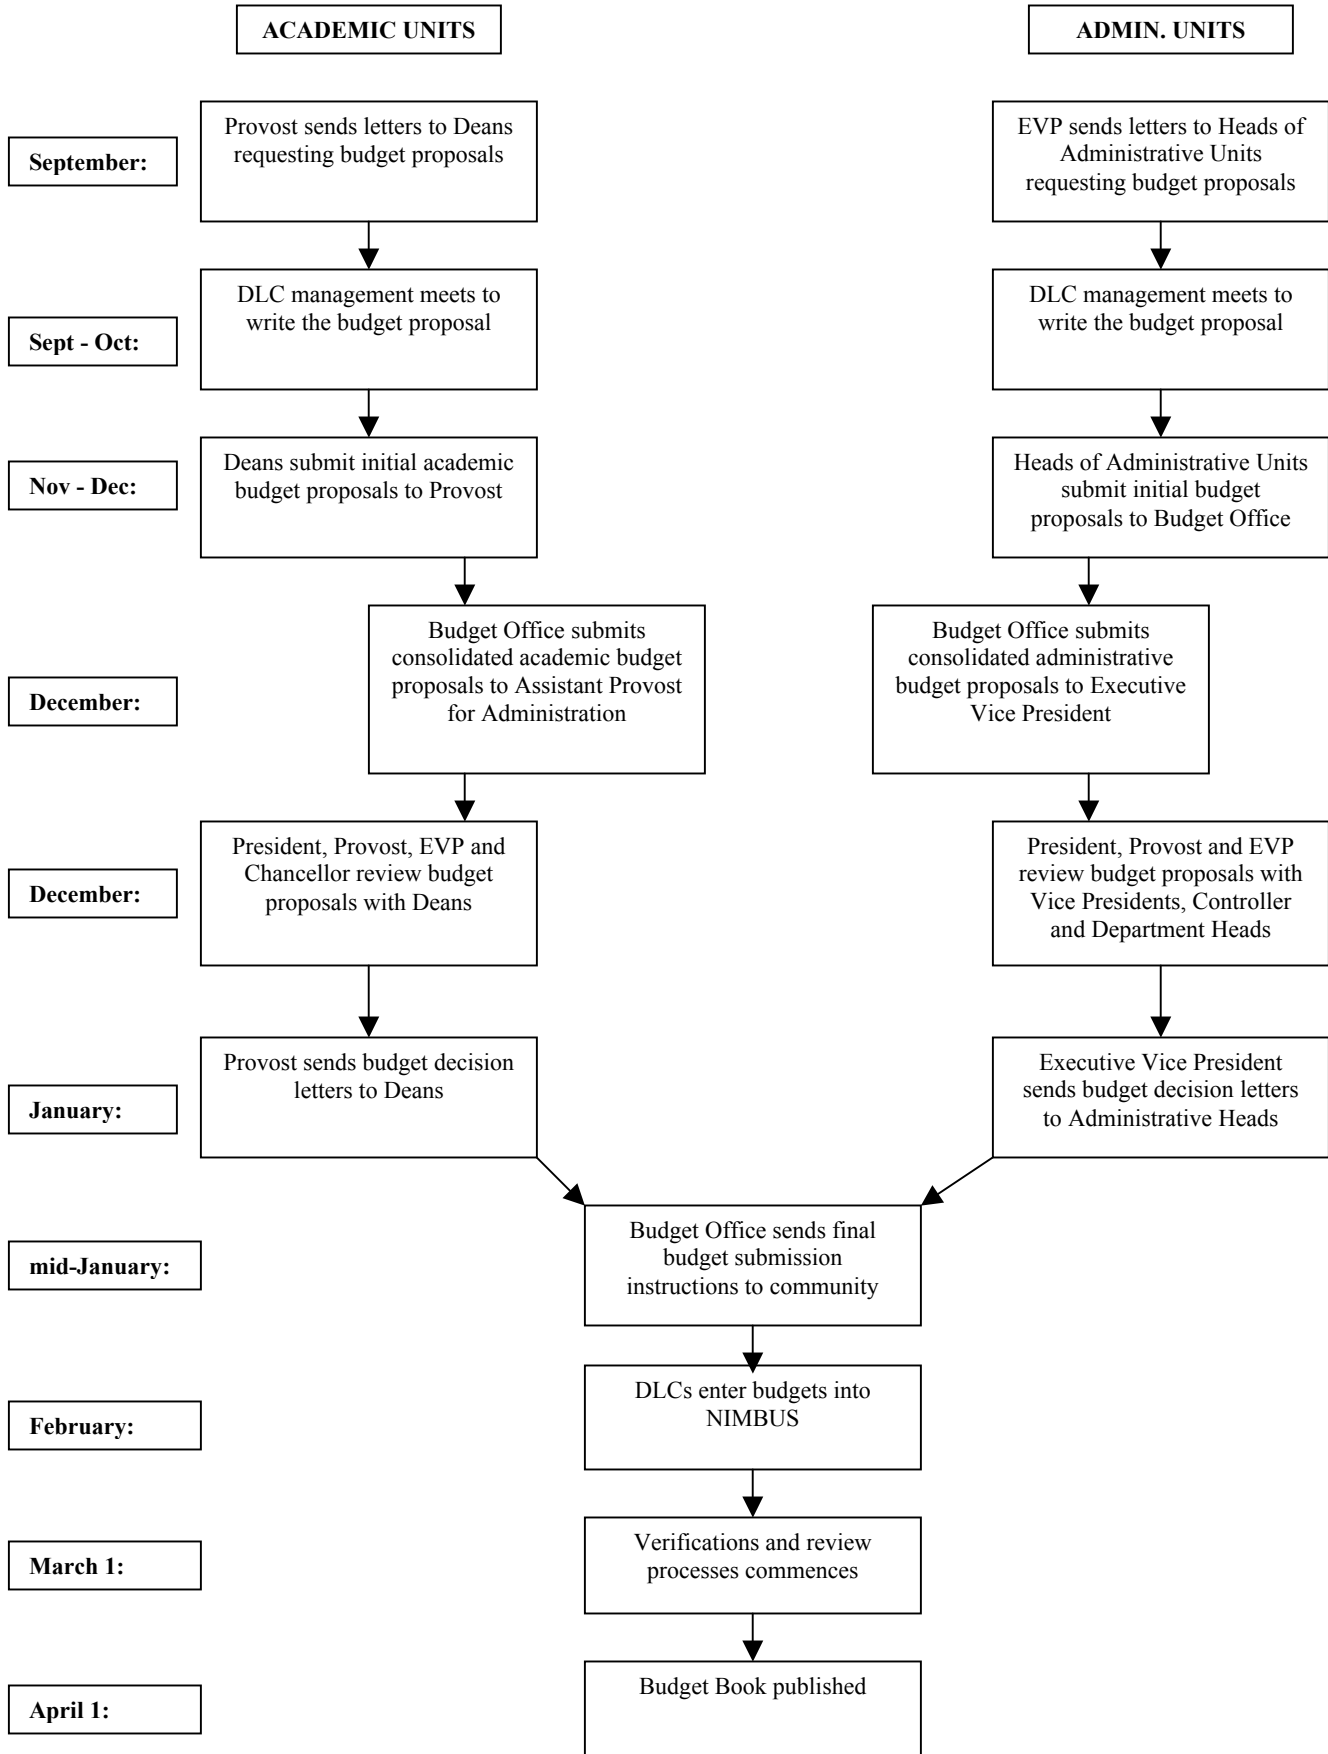 ACADEMIC UNITS
ADMIN. UNITS
September:
Provost sends letters to Deans
requesting budget proposals
EVP sends letters to Heads of
Administrative Units
requesting budget proposals
Sept - Oct:
DLC management meets to
write the budget proposal
DLC management meets to
write the budget proposal
Nov - Dec:
Deans submit initial academic
budget proposals to Provost
Heads of Administrative Units
submit initial budget
proposals to Budget Office
December:
Budget Office submits
consolidated academic budget
proposals to Assistant Provost
for Administration
Budget Office submits
consolidated administrative
budget proposals to Executive
Vice President
December:
President, Provost, EVP and
Chancellor review budget
proposals with Deans
President, Provost and EVP
review budget proposals with
Vice Presidents, Controller
and Department Heads
January:
Provost sends budget decision
letters to Deans
Executive Vice President
sends budget decision letters
to Administrative Heads
mid-January:
Budget Office sends final
budget submission
instructions to community
February:
DLCs enter budgets into
NIMBUS
March 1:
Verifications and review
processes commences
April 1:
Budget Book published